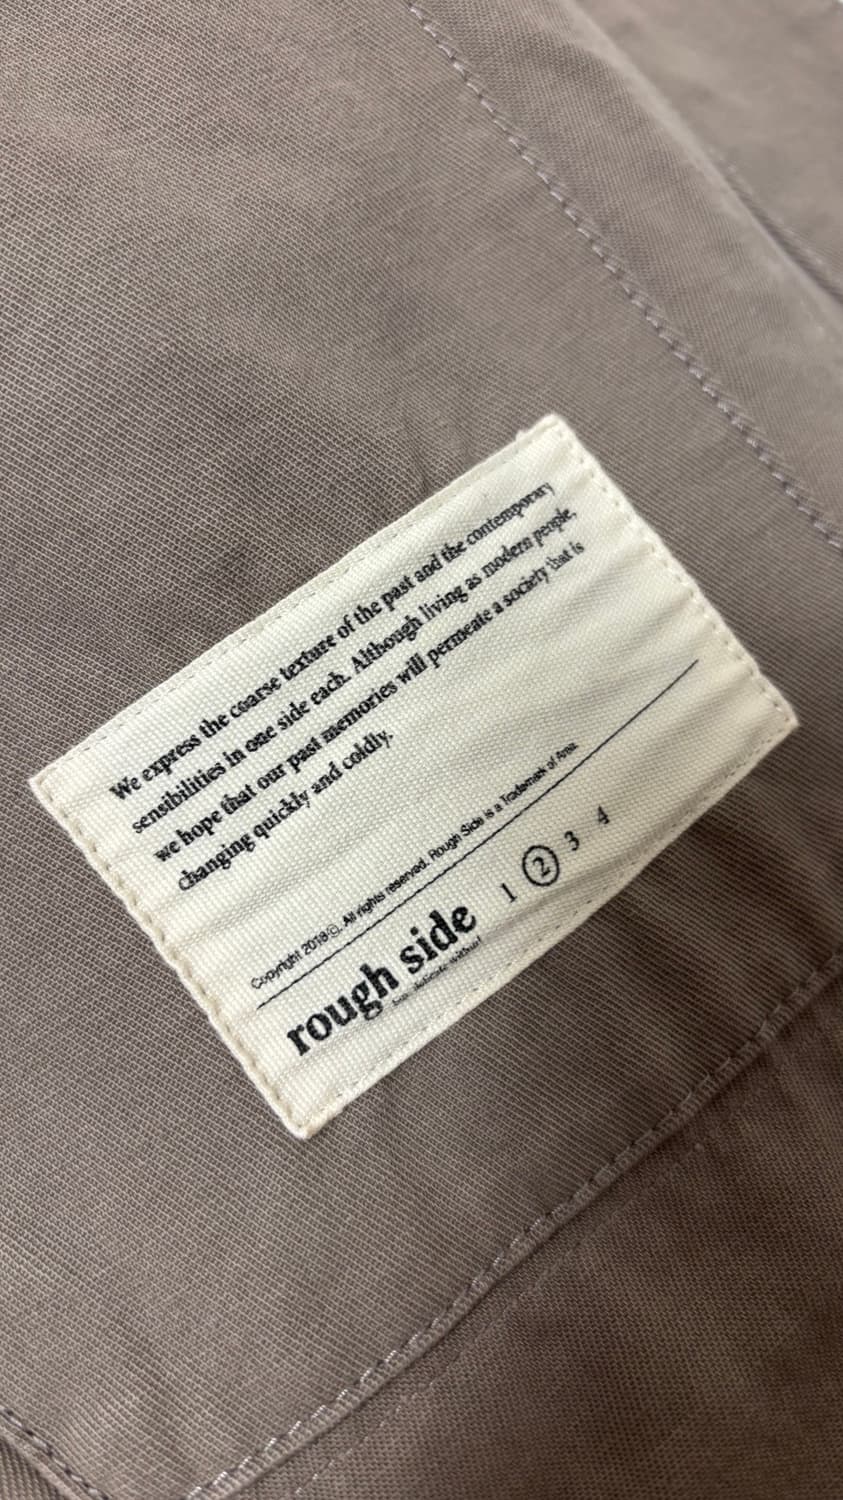 We express the coarse texture of the past and the contemporary
sensibilities in one side each. Although living as modern people,
we hope that our past memories will permeate a society that is
changing quickly and coldly.
Copyright 2018©. All rights reserved. Rough Side is a Trademark of Area.
rough side 1 2 3 4